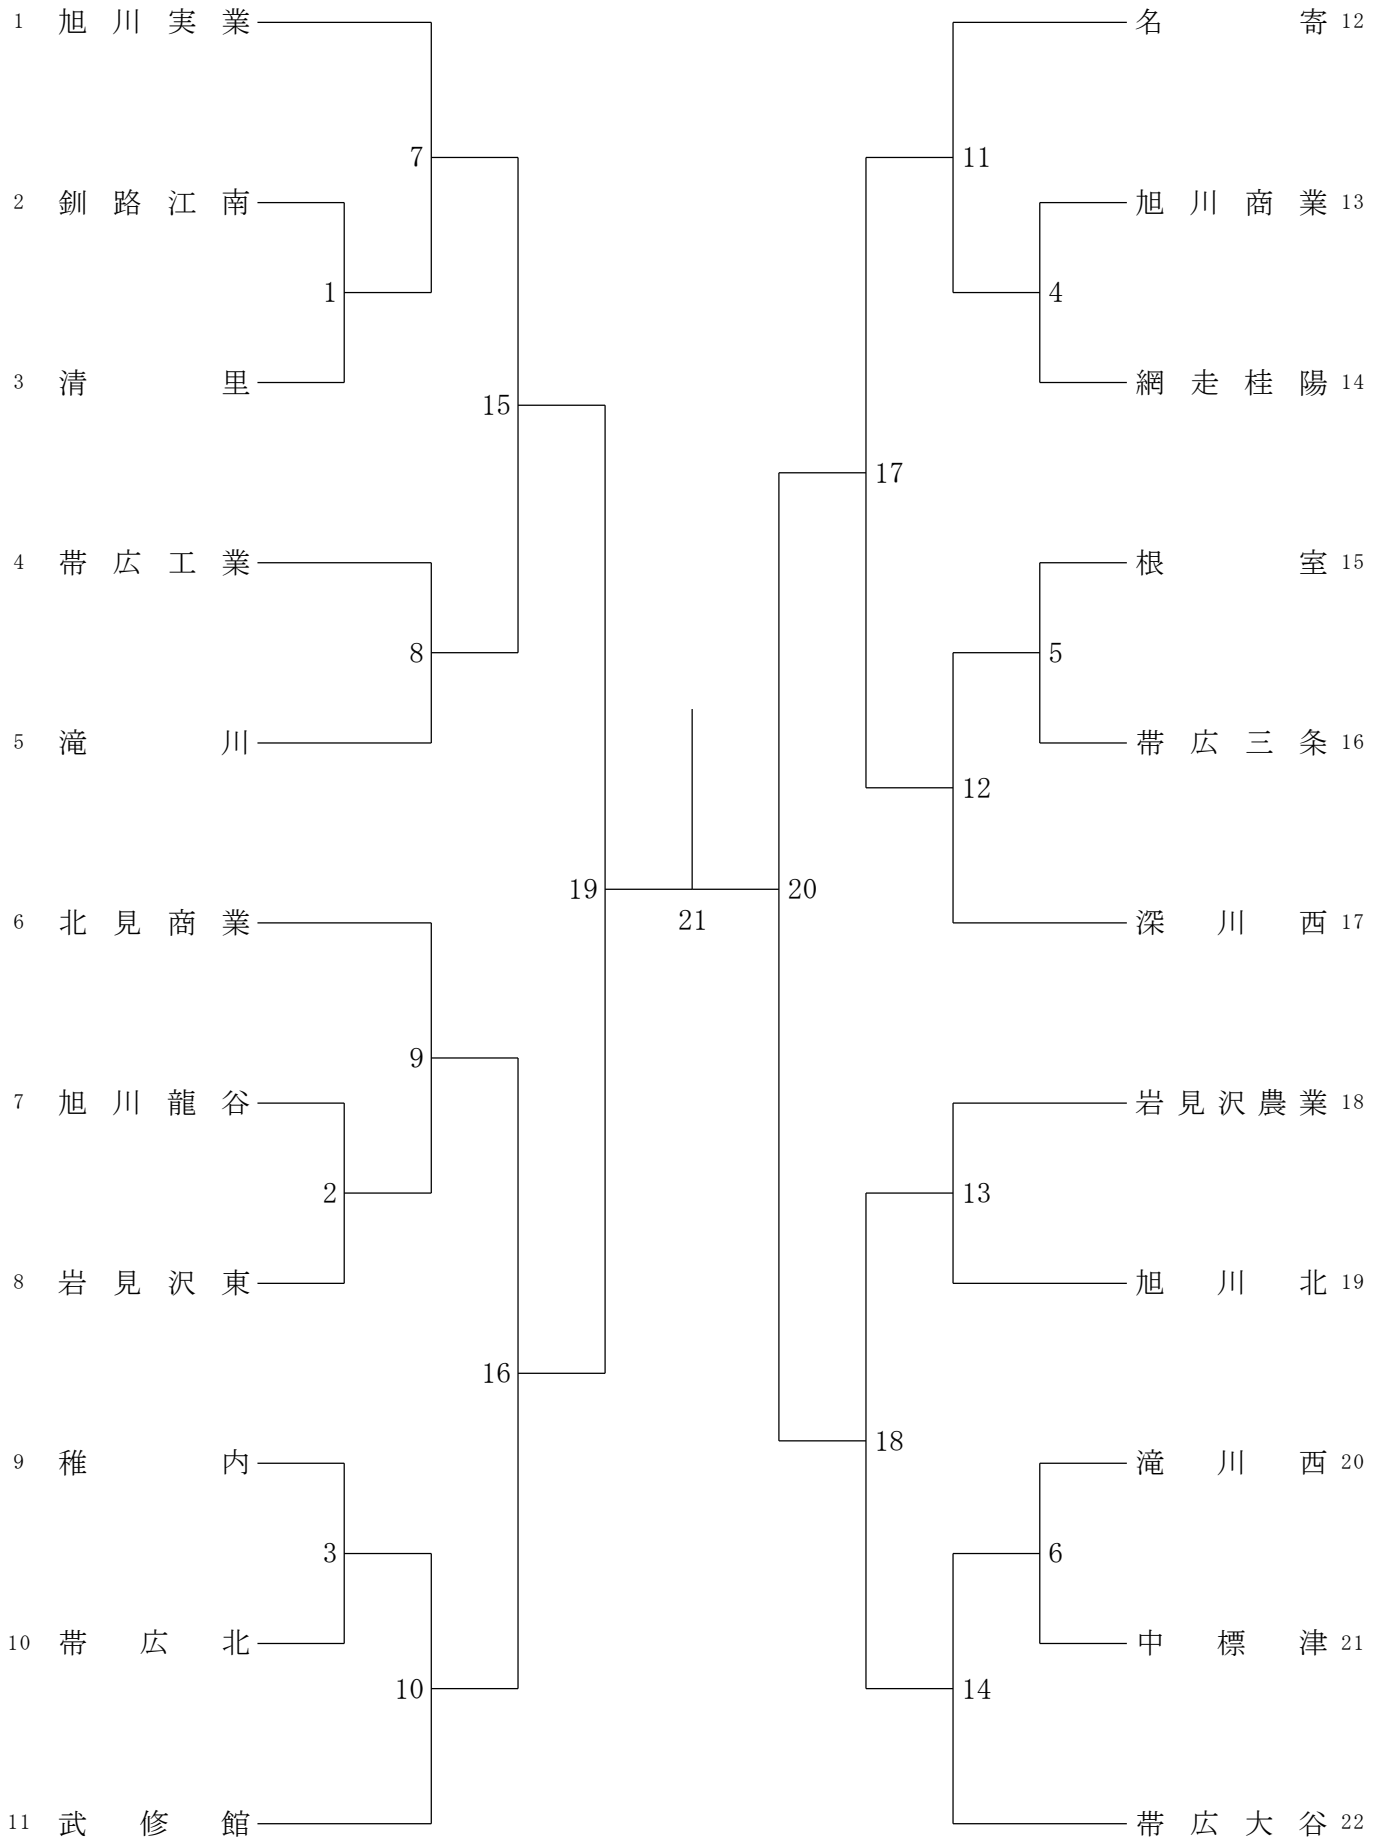 1 旭川実業
2 釧路江南
3 清里
4 帯広工業
5 滝川
6 北見商業
7 旭川龍谷
8 岩見沢東
9 稚内
10 帯広北
11 武修館
7
1
15
8
19
21
9
2
16
3
10
20
11
4
17
5
12
13
18
6
14
名寄 12
旭川商業 13
網走桂陽 14
根室 15
帯広三条 16
深川西 17
岩見沢農業 18
旭川北 19
滝川西 20
中標津 21
帯広大谷 22